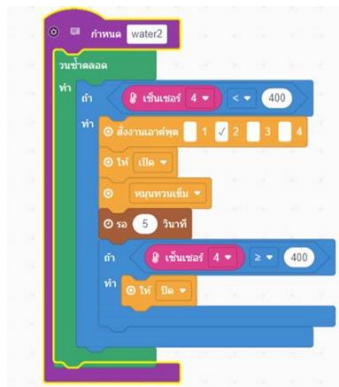 กำหนด water2
วนซ้ำตลอด
ทำ
ถ้า เซ็นเซอร์ 4 < 400
ทำ
สั่งงานเอาต์พุต 1 ✓ 2 3 4
ให้ เปิด
หมุนทวนเข็ม
รอ 5 วินาที
ถ้า เซ็นเซอร์ 4 ≥ 400
ทำ
ให้ ปิด